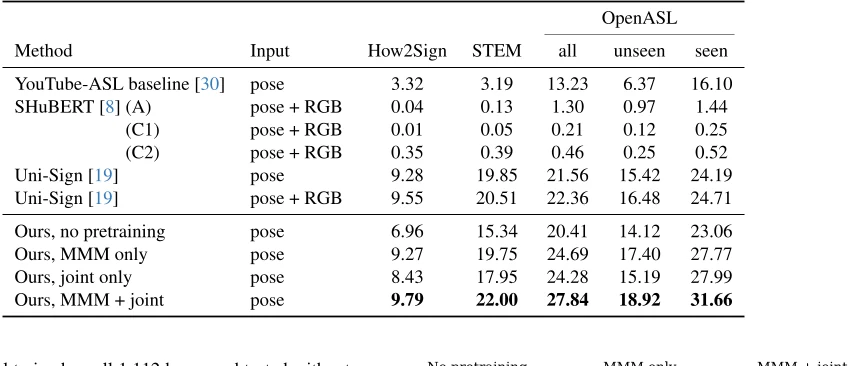 OpenASL
Method Input How2Sign STEM all unseen seen
YouTube-ASL baseline [30] pose 3.32 3.19 13.23 6.37 16.10
SHuBERT [8] (A) pose + RGB 0.04 0.13 1.30 0.97 1.44
(C1) pose + RGB 0.01 0.05 0.21 0.12 0.25
(C2) pose + RGB 0.35 0.39 0.46 0.25 0.52
Uni-Sign [19] pose 9.28 19.85 21.56 15.42 24.19
Uni-Sign [19] pose + RGB 9.55 20.51 22.36 16.48 24.71
Ours, no pretraining pose 6.96 15.34 20.41 14.12 23.06
Ours, MMM only pose 9.27 19.75 24.69 17.40 27.77
Ours, joint only pose 8.43 17.95 24.28 15.19 27.99
Ours, MMM + joint pose 9.79 22.00 27.84 18.92 31.66
No pretraining MMM only MMM + joint